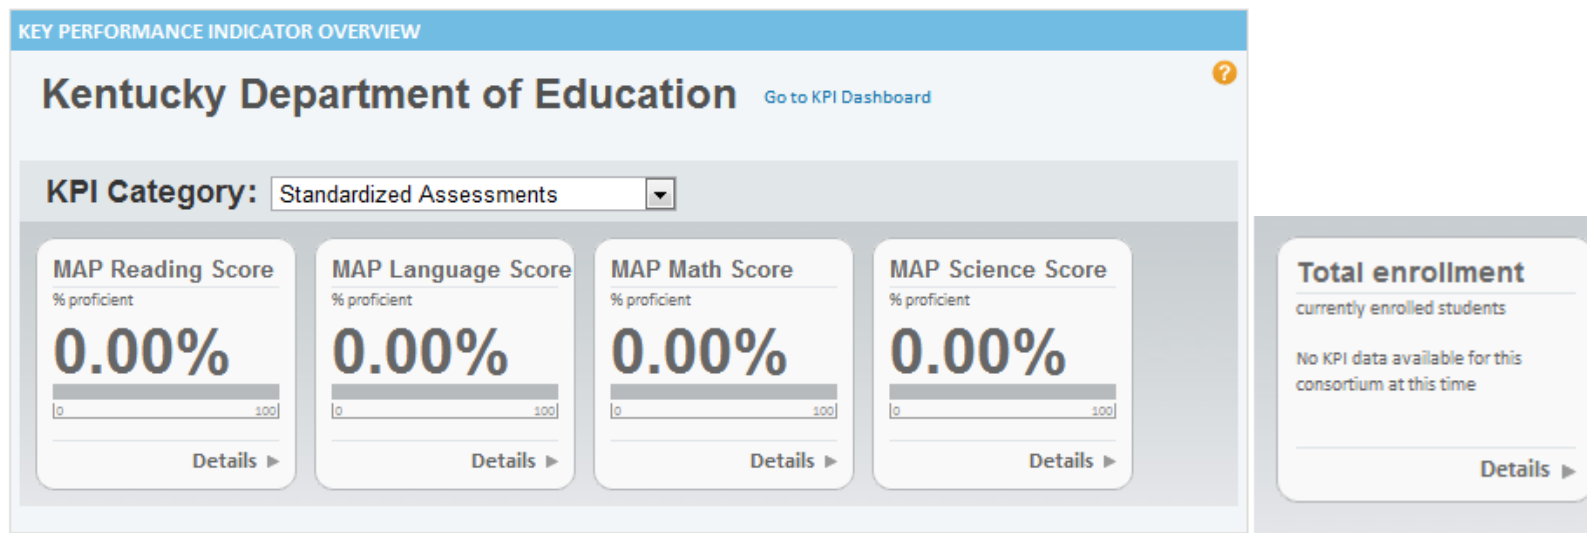 KEY PERFORMANCE INDICATOR OVERVIEW
?
Kentucky Department of Education Go to KPI Dashboard
KPI Category: Standardized Assessments
MAP Reading Score
% proficient
0.00%
0 100
Details
MAP Language Score
% proficient
0.00%
0 100
Details
MAP Math Score
% proficient
0.00%
0 100
Details
MAP Science Score
% proficient
0.00%
0 100
Details
Total enrollment
currently enrolled students
No KPI data available for this
consortium at this time
Details